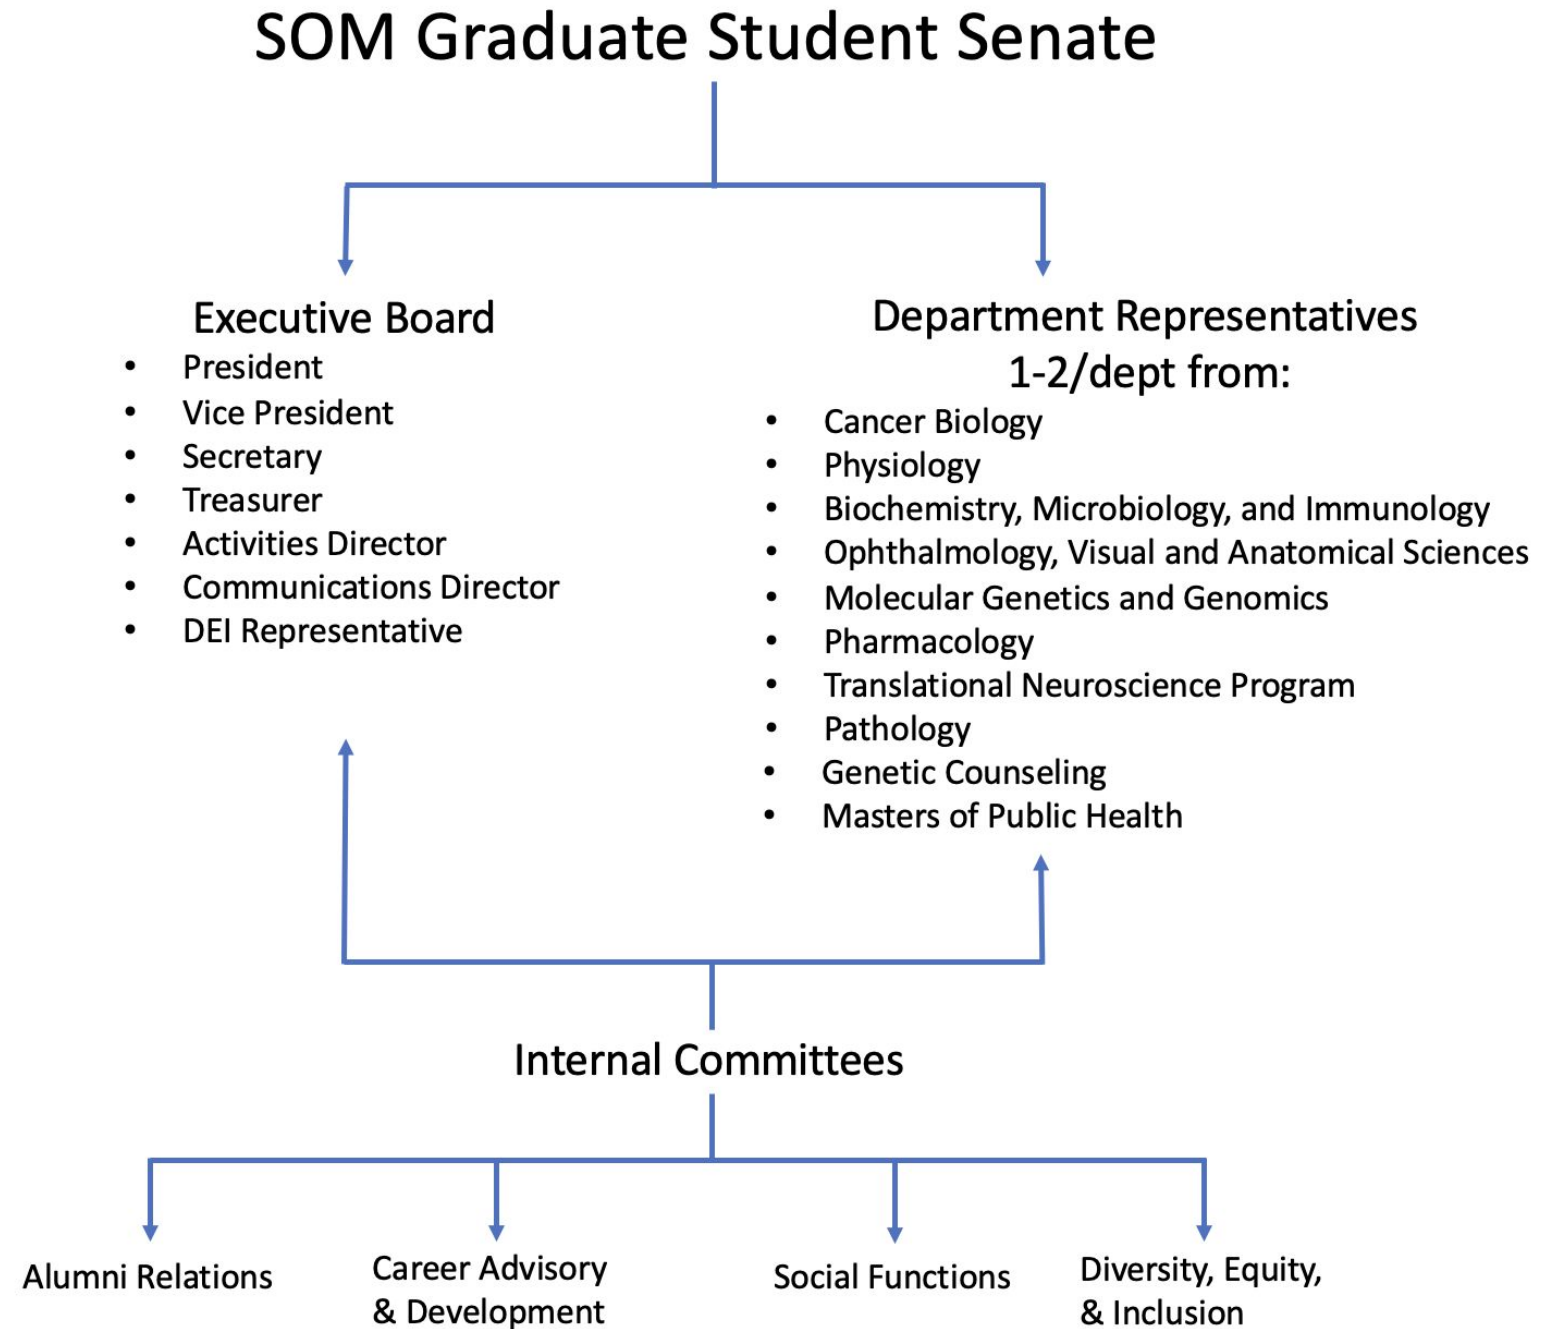 SOM Graduate Student Senate
Executive Board
• President
• Vice President
• Secretary
• Treasurer
• Activities Director
• Communications Director
• DEI Representative
Department Representatives
1-2/dept from:
• Cancer Biology
• Physiology
• Biochemistry, Microbiology, and Immunology
• Ophthalmology, Visual and Anatomical Sciences
• Molecular Genetics and Genomics
• Pharmacology
• Translational Neuroscience Program
• Pathology
• Genetic Counseling
• Masters of Public Health
Internal Committees
Alumni Relations
Career Advisory
& Development
Social Functions
Diversity, Equity,
& Inclusion